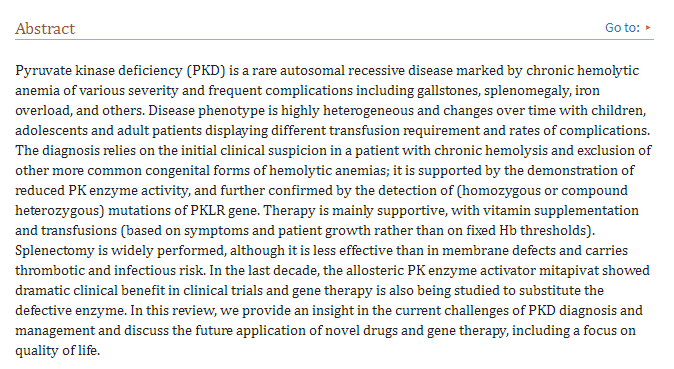 Abstract
Go to: ▸
Pyruvate kinase deficiency (PKD) is a rare autosomal recessive disease marked by chronic hemolytic
anemia of various severity and frequent complications including gallstones, splenomegaly, iron
overload, and others. Disease phenotype is highly heterogeneous and changes over time with children,
adolescents and adult patients displaying different transfusion requirement and rates of complications.
The diagnosis relies on the initial clinical suspicion in a patient with chronic hemolysis and exclusion of
other more common congenital forms of hemolytic anemias; it is supported by the demonstration of
reduced PK enzyme activity, and further confirmed by the detection of (homozygous or compound
heterozygous) mutations of PKLR gene. Therapy is mainly supportive, with vitamin supplementation
and transfusions (based on symptoms and patient growth rather than on fixed Hb thresholds).
Splenectomy is widely performed, although it is less effective than in membrane defects and carries
thrombotic and infectious risk. In the last decade, the allosteric PK enzyme activator mitapivat showed
dramatic clinical benefit in clinical trials and gene therapy is also being studied to substitute the
defective enzyme. In this review, we provide an insight in the current challenges of PKD diagnosis and
management and discuss the future application of novel drugs and gene therapy, including a focus on
quality of life.